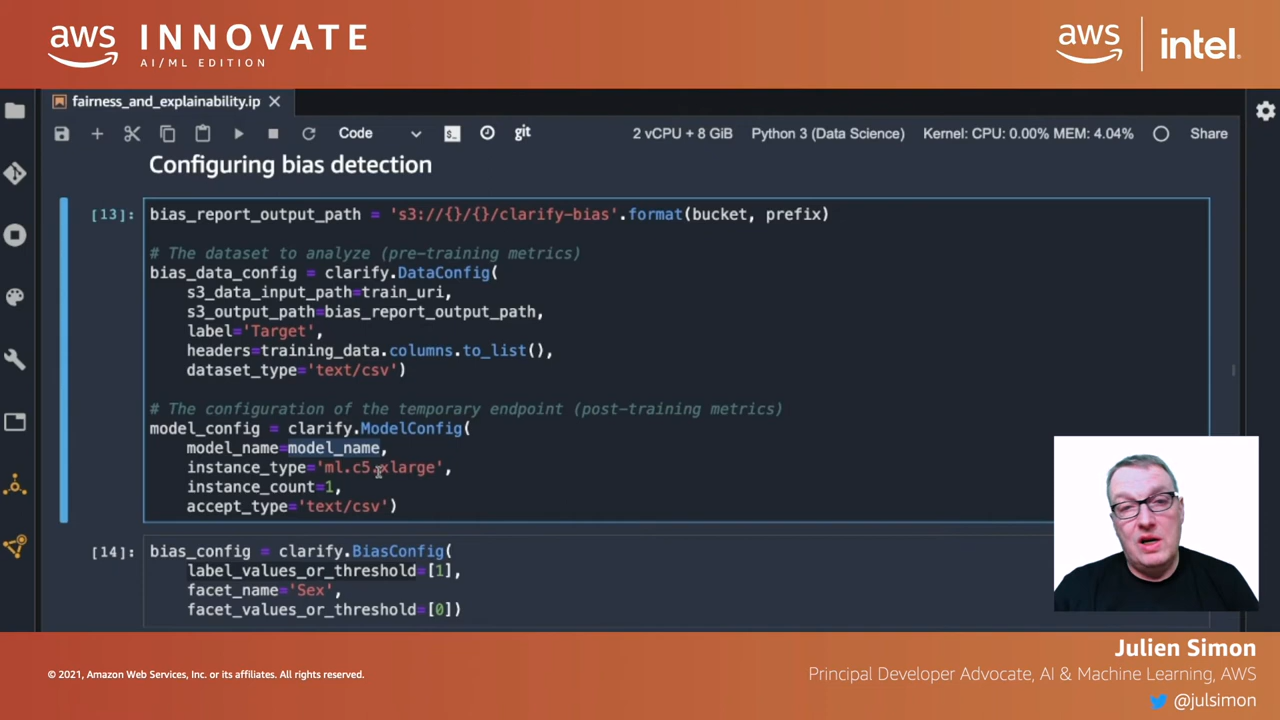 aws INNOVATE
AI/ML EDITION
aws intel.
fairness_and_explainability.ip
Code
git
2 vCPU + 8 GiB
Python 3 (Data Science)
Kernel: CPU: 0.00% MEM: 4.04%
Share
Configuring bias detection
[13]:
bias_report_output_path = 's3://{}/{}/clarify-bias'.format(bucket, prefix)
# The dataset to analyze (pre-training metrics)
bias_data_config = clarify.DataConfig(
s3_data_input_path=train_uri,
s3_output_path=bias_report_output_path,
label='Target',
headers=training_data.columns.to_list(),
dataset_type='text/csv')
# The configuration of the temporary endpoint (post-training metrics)
model_config = clarify.ModelConfig(
model_name=model_name,
instance_type='ml.c5.xlarge',
instance_count=1,
accept_type='text/csv')
[14]:
bias_config = clarify.BiasConfig(
label_values_or_threshold=[1],
facet_name='Sex',
facet_values_or_threshold=[0])
Julien Simon
© 2021, Amazon Web Services, Inc. or its affiliates. All rights reserved.
Principal Developer Advocate, AI & Machine Learning, AWS
@julsimon